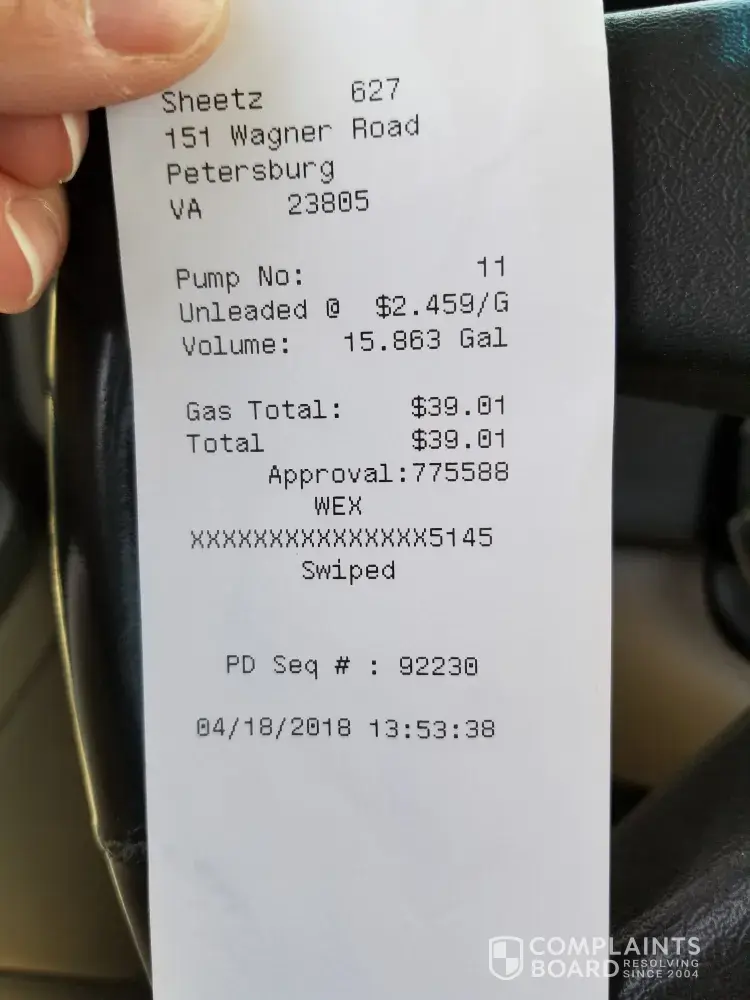 Sheetz 627
151 Wagner Road
Petersburg
VA 23805
Pump No: 11
Unleaded @ $2.459/G
Volume: 15.863 Gal
Gas Total: $39.01
Total $39.01
Approval:775588
WEX
XXXXXXXXXXXXXXX5145
Swiped
PD Seq # : 92230
04/18/2018 13:53:38
COMPLAINTS
BOARD RESOLVING
SINCE 2004